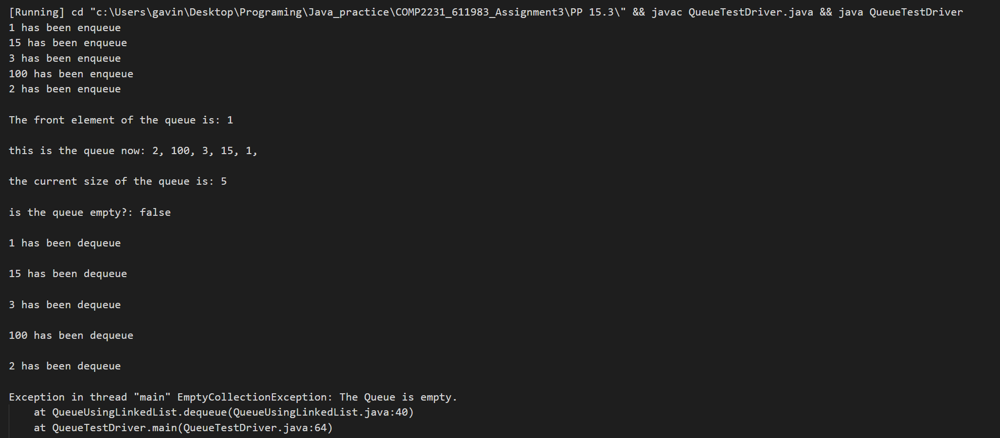 [Running] cd "c:\Users\gavin\Desktop\Programing\Java_practice\COMP2231_611983_Assignment3\PP 15.3\" && javac QueueTestDriver.java && java QueueTestDriver
1 has been enqueue
15 has been enqueue
3 has been enqueue
100 has been enqueue
2 has been enqueue
The front element of the queue is: 1
this is the queue now: 2, 100, 3, 15, 1,
the current size of the queue is: 5
is the queue empty?: false
1 has been dequeue
15 has been dequeue
3 has been dequeue
100 has been dequeue
2 has been dequeue
Exception in thread "main" EmptyCollectionException: The Queue is empty.
at QueueUsingLinkedList.dequeue(QueueUsingLinkedList.java:40)
at QueueTestDriver.main(QueueTestDriver.java:64)